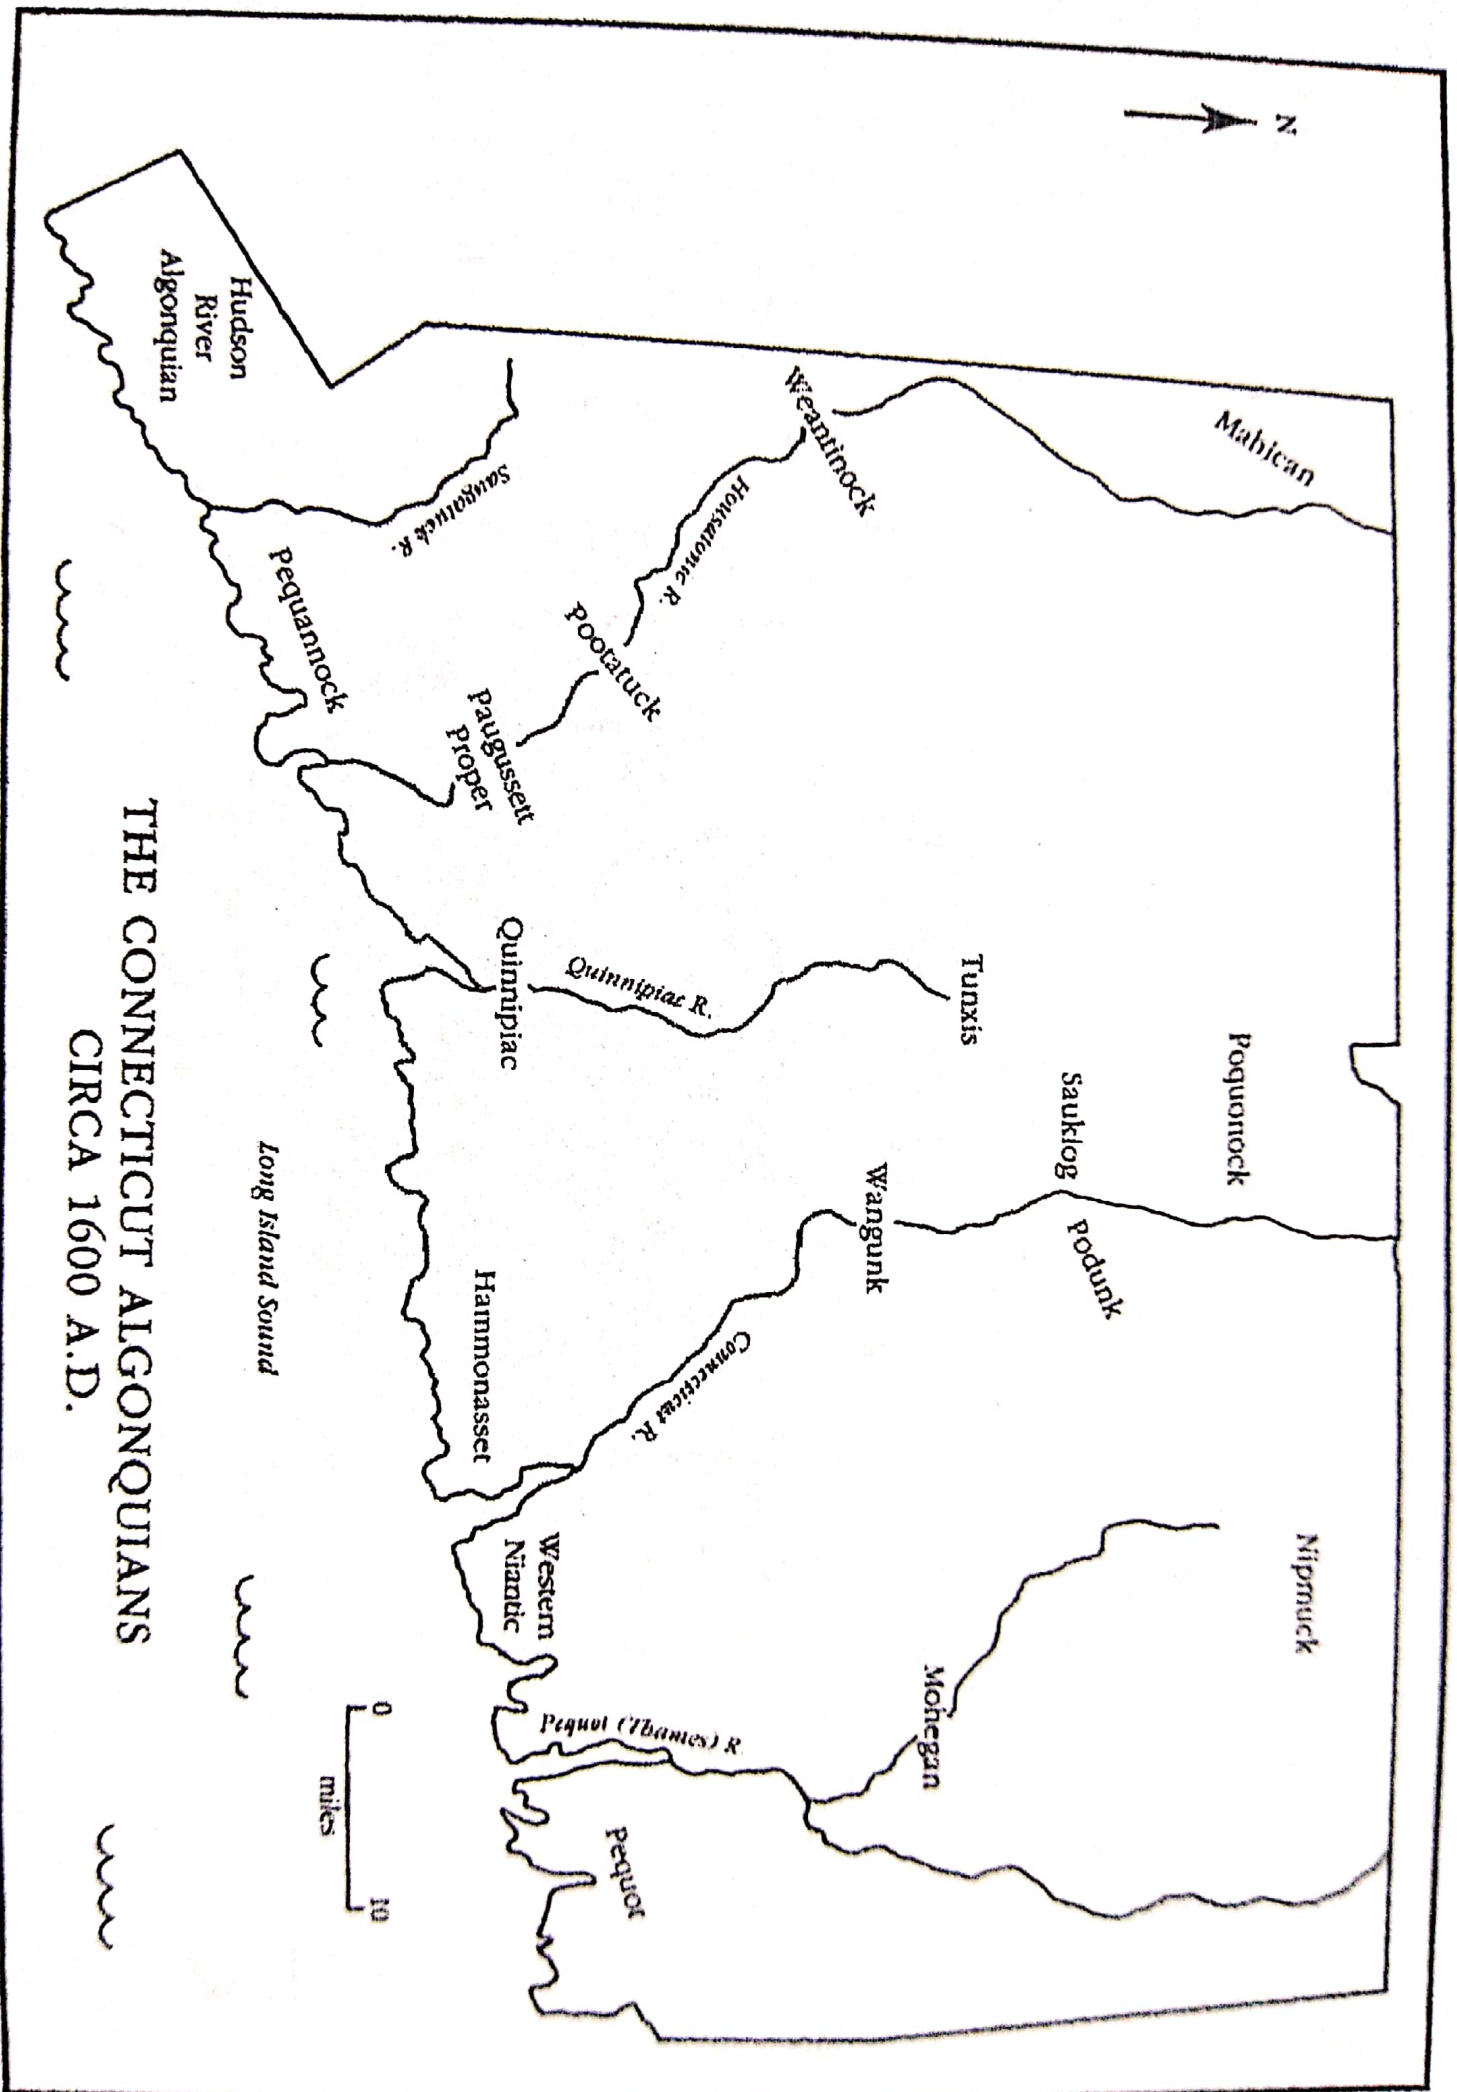 N
Mahican
Nipmuck
Poquonock
Sauklog
Podunk
Tunxis
Mohegan
Wangunk
Weantinock
Housatonic R.
Connecticut R.
Pequot (Thames) R.
Quinnipiac R.
Pootatuck
Pequot
Western
Niantic
Paugussett
Proper
Quinnipiac
Hammonasset
Saugatuck R.
Pequannock
0
10
miles
Hudson
River
Algonquian
Long Island Sound
THE CONNECTICUT ALGONQUIANS
CIRCA 1600 A.D.